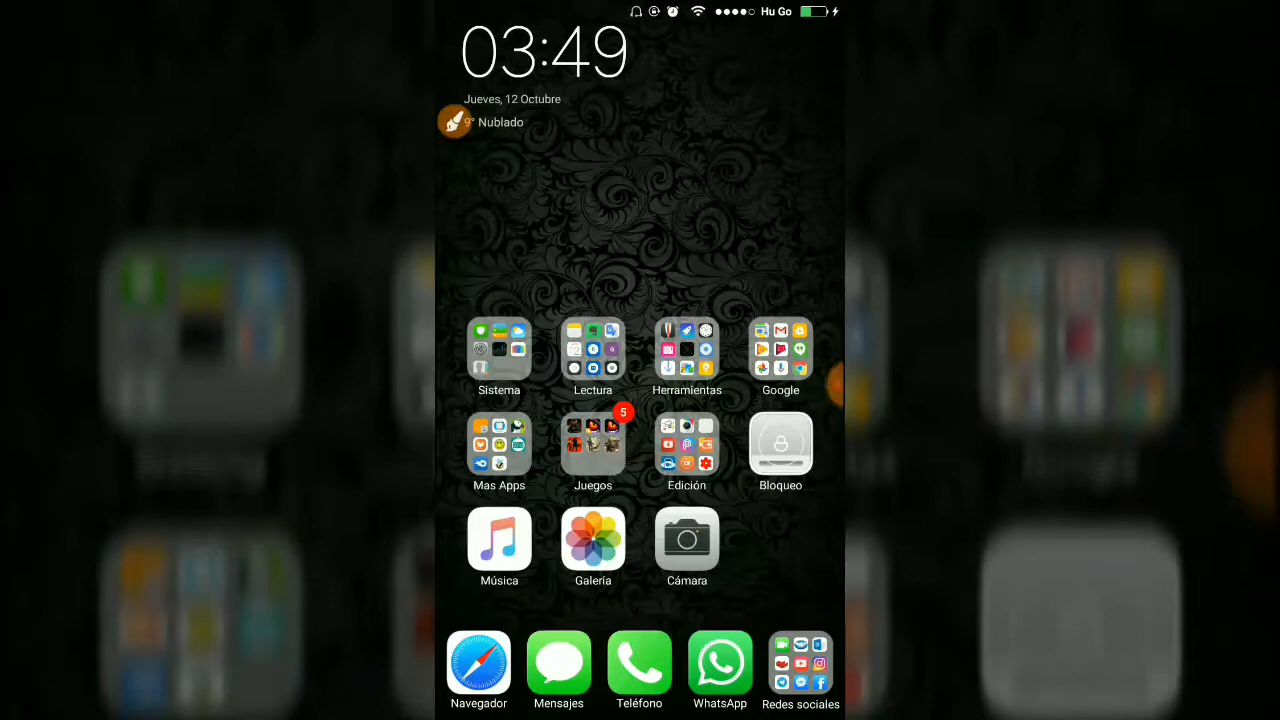 Hu Go
03:49
Jueves, 12 Octubre
9° Nublado
Sistema
Lectura
Herramientas
Google
5
Mas Apps
Juegos
Edición
Bloqueo
Música
Galería
Cámara
Navegador
Mensajes
Teléfono
WhatsApp
Redes sociales